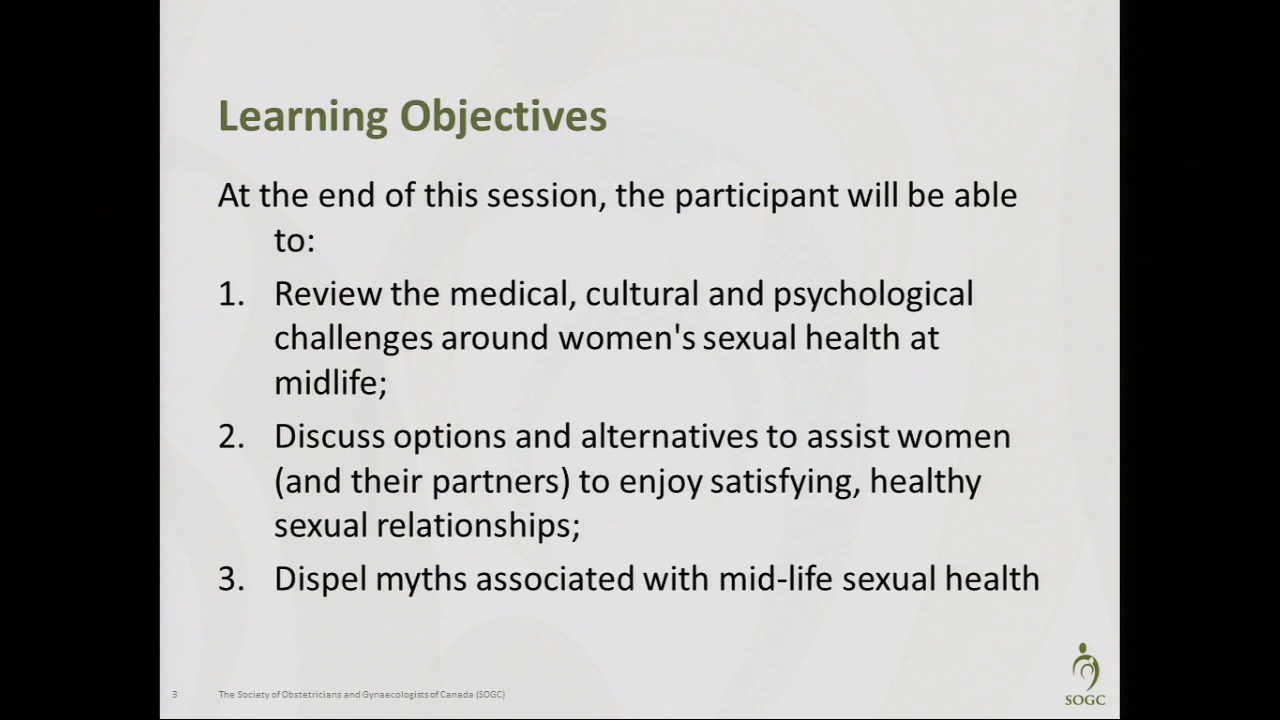 Learning Objectives
At the end of this session, the participant will be able
to:
1. Review the medical, cultural and psychological
challenges around women's sexual health at
midlife;
2. Discuss options and alternatives to assist women
(and their partners) to enjoy satisfying, healthy
sexual relationships;
3. Dispel myths associated with mid-life sexual health
3 The Society of Obstetricians and Gynaecologists of Canada (SOGC)
SOGC